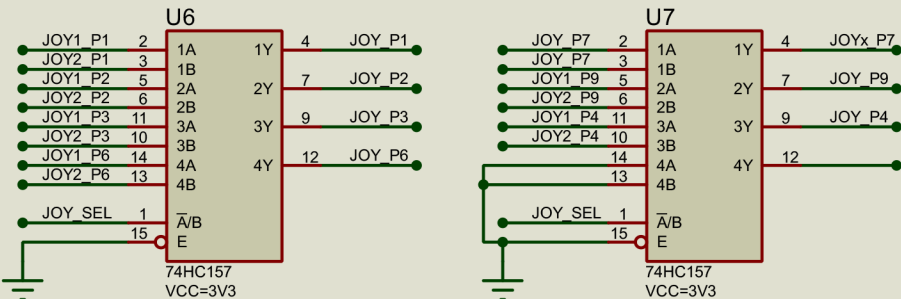 U6
JOY1_P1 2 1A 1Y 4 JOY_P1
JOY2_P1 3 1B
JOY1_P2 5 2A 2Y 7 JOY_P2
JOY2_P2 6 2B
JOY1_P3 11 3A 3Y 9 JOY_P3
JOY2_P3 10 3B
JOY1_P6 14 4A 4Y 12 JOY_P6
JOY2_P6 13 4B
JOY_SEL 1 A/B
15 E
74HC157
VCC=3V3
U7
JOY_P7 2 1A 1Y 4 JOYx_P7
JOY_P7 3 1B
JOY1_P9 5 2A 2Y 7 JOY_P9
JOY2_P9 6 2B
JOY1_P4 11 3A 3Y 9 JOY_P4
JOY2_P4 10 3B
14 4A 4Y 12
13 4B
JOY_SEL 1 A/B
15 E
74HC157
VCC=3V3